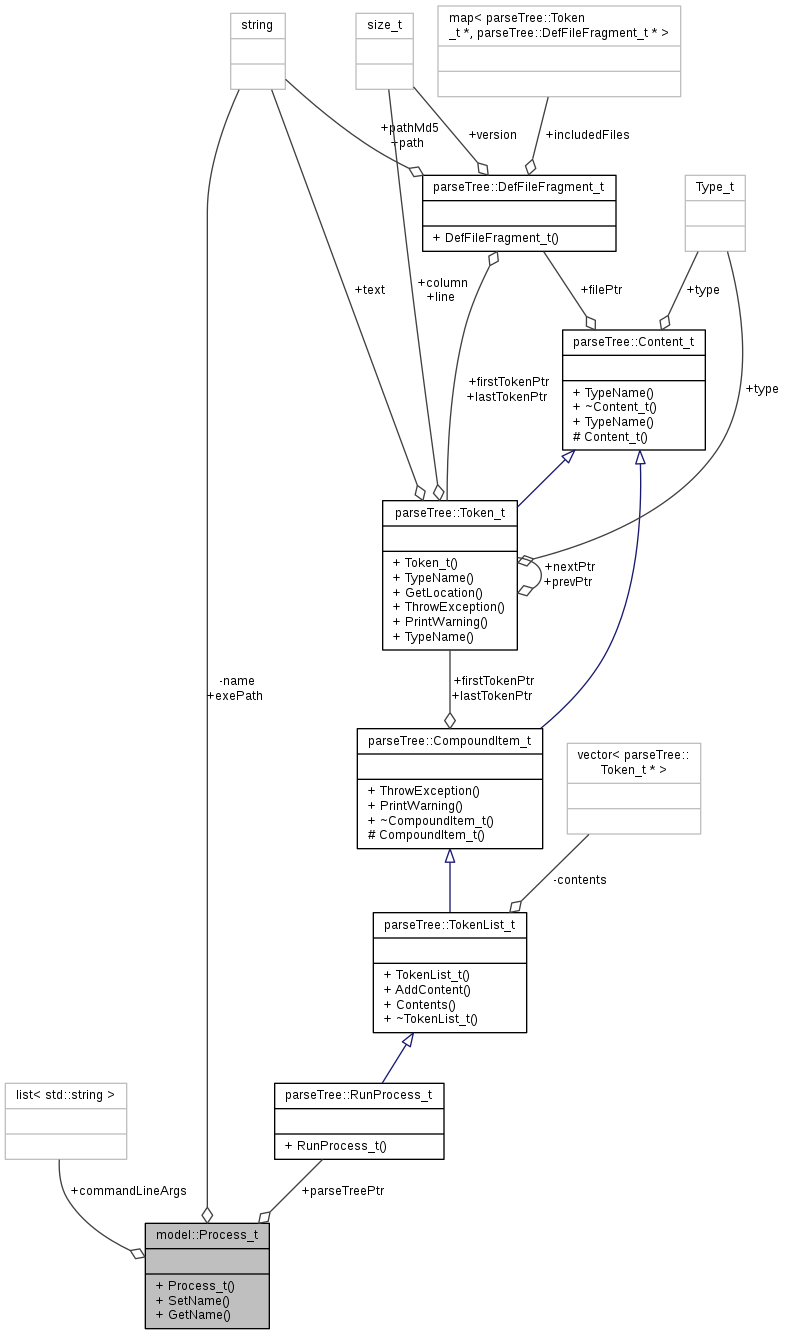 string
size_t
map< parseTree::Token
_t *, parseTree::DefFileFragment_t * >
+pathMd5
+path
+version
+includedFiles
parseTree::DefFileFragment_t
+ DefFileFragment_t()
Type_t
+text
+column
+line
+filePtr
+type
parseTree::Content_t
+ TypeName()
+ ~Content_t()
+ TypeName()
# Content_t()
+firstTokenPtr
+lastTokenPtr
+type
parseTree::Token_t
+ Token_t()
+ TypeName()
+ GetLocation()
+ ThrowException()
+ PrintWarning()
+ TypeName()
+nextPtr
+prevPtr
-name
+exePath
+firstTokenPtr
+lastTokenPtr
parseTree::CompoundItem_t
+ ThrowException()
+ PrintWarning()
+ ~CompoundItem_t()
# CompoundItem_t()
vector< parseTree::
Token_t * >
-contents
parseTree::TokenList_t
+ TokenList_t()
+ AddContent()
+ Contents()
+ ~TokenList_t()
list< std::string >
parseTree::RunProcess_t
+ RunProcess_t()
+commandLineArgs
+parseTreePtr
model::Process_t
+ Process_t()
+ SetName()
+ GetName()